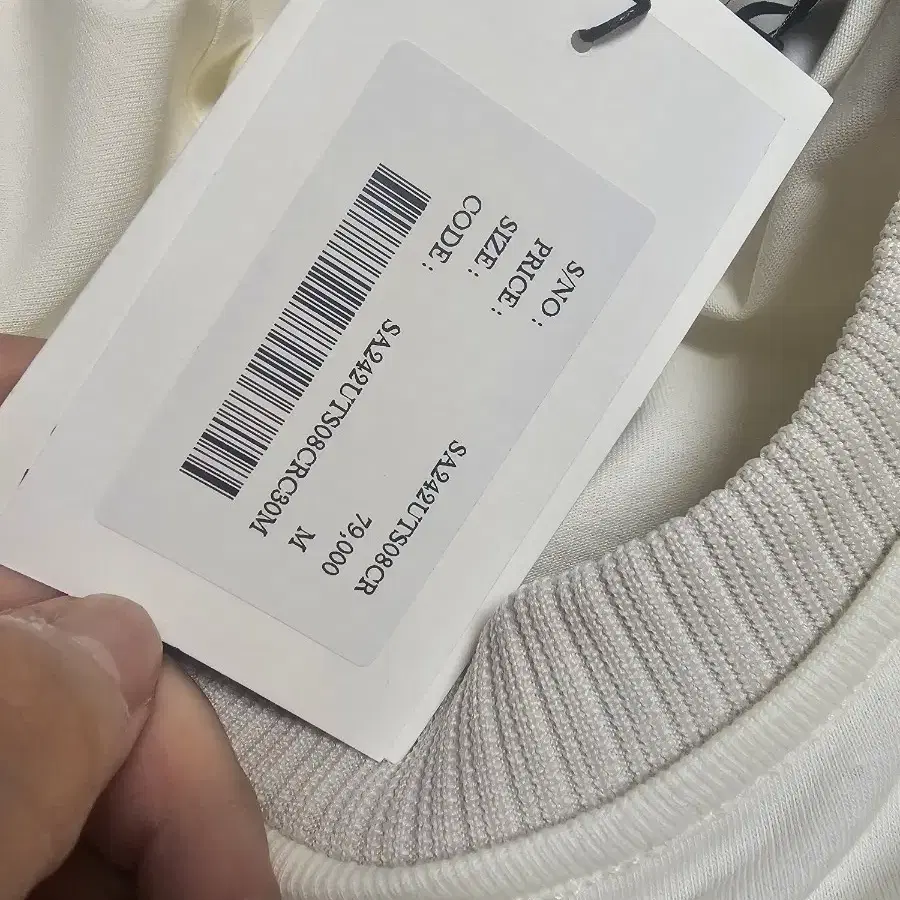 S/NO : SA242UTS08CR
PRICE : 79,000
SIZE : M
CODE : SA242UTS08CRC30M